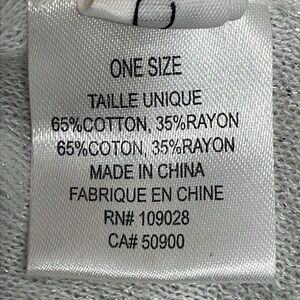 ONE SIZE
TAILLE UNIQUE
65%COTTON, 35%RAYON
65%COTON, 35%RAYON
MADE IN CHINA
FABRIQUE EN CHINE
RN# 109028
CA# 50900